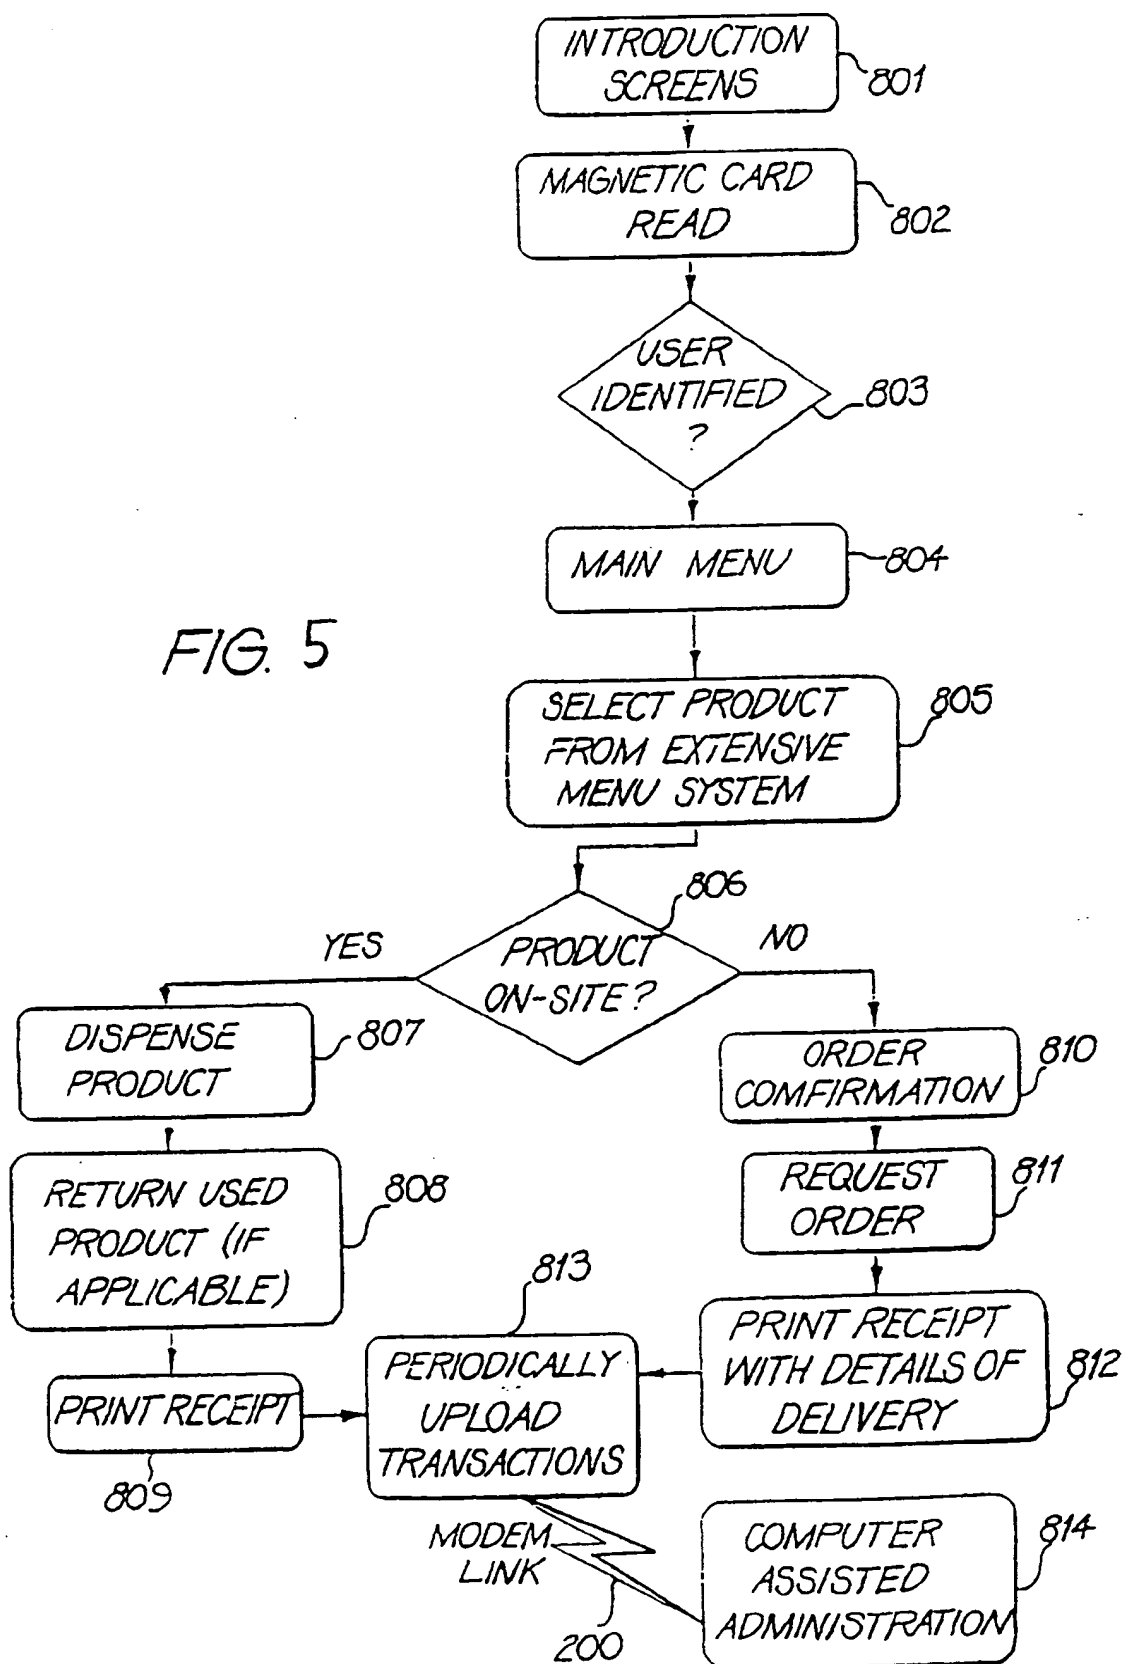 INTRODUCTION
SCREENS
801
MAGNETIC CARD
READ
802
USER
IDENTIFIED
?
803
MAIN MENU
804
FIG. 5
SELECT PRODUCT
FROM EXTENSIVE
MENU SYSTEM
805
806
PRODUCT
ON-SITE?
YES
NO
DISPENSE
PRODUCT
807
ORDER
COMFIRMATION
810
RETURN USED
PRODUCT (IF
APPLICABLE)
808
REQUEST
ORDER
811
813
PRINT RECEIPT
WITH DETAILS OF
DELIVERY
812
PRINT RECEIPT
809
PERIODICALLY
UPLOAD
TRANSACTIONS
MODEM
LINK
200
COMPUTER
ASSISTED
ADMINISTRATION
814